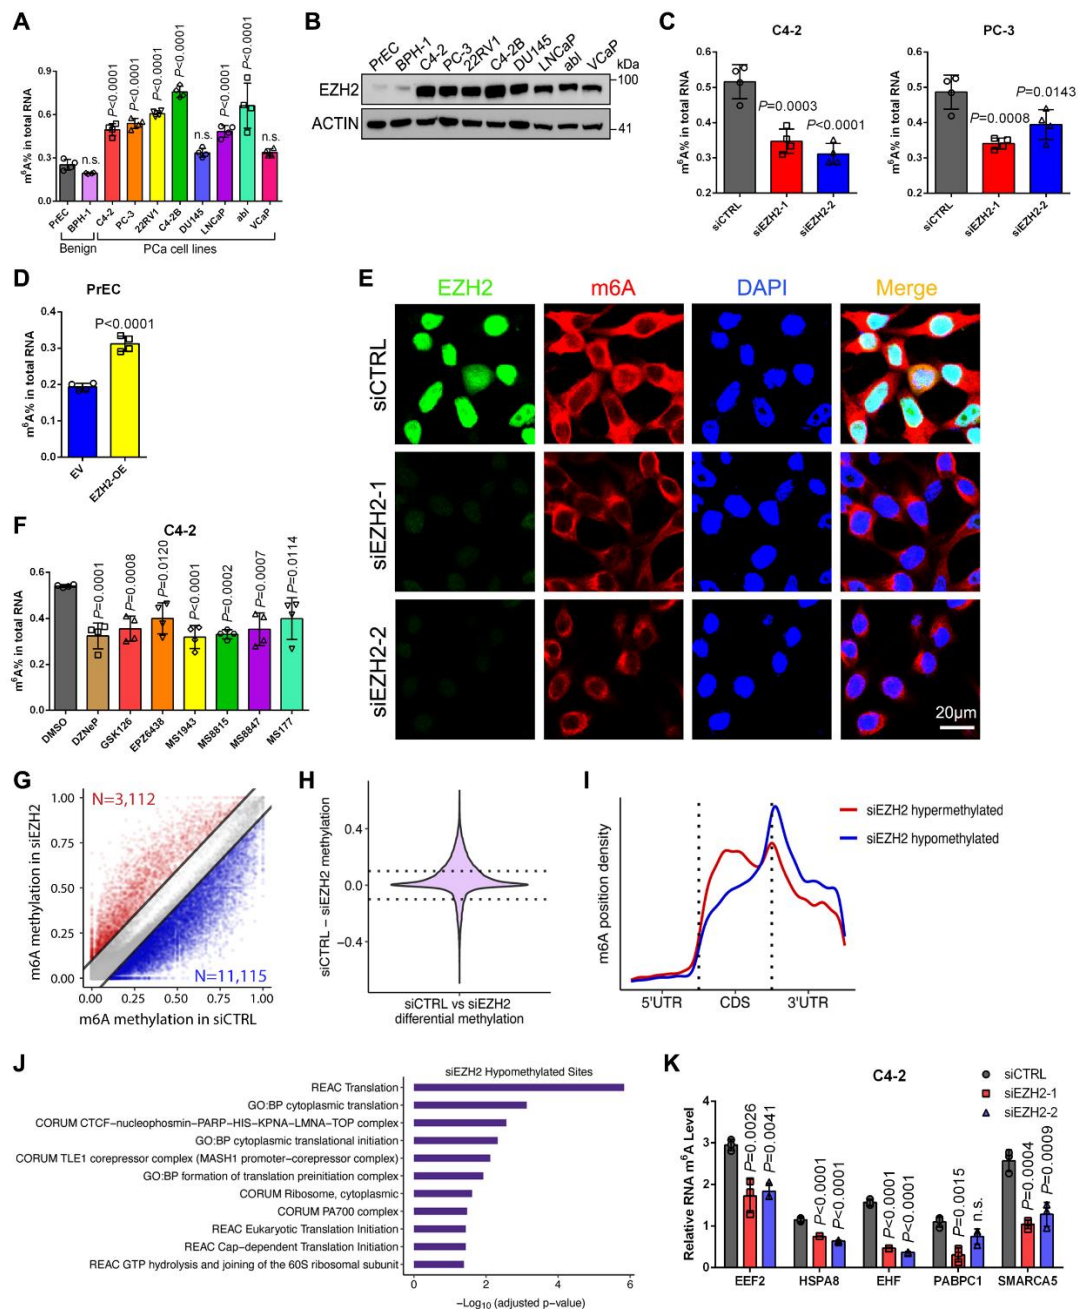 A
m⁶A% in total RNA
0.9
0.6
0.3
0.0
n.s.
P<0.0001
P<0.0001
P<0.0001
P<0.0001
n.s.
P<0.0001
P<0.0001
n.s.
PrEC
BPH-1
C4-2
PC-3
22RV1
C4-2B
DU145
LNCaP
abl
VCaP
Benign
PCa cell lines
B
PrEC
BPH-1
C4-2
PC-3
22RV1
C4-2B
DU145
LNCaP
abl
VCaP
kDa
EZH2
100
ACTIN
41
C
C4-2
m⁶A% in total RNA
0.6
0.5
0.4
0.3
0.2
P=0.0003
P<0.0001
siCTRL
siEZH2-1
siEZH2-2
PC-3
m⁶A% in total RNA
0.6
0.5
0.4
0.3
0.2
P=0.0008
P=0.0143
siCTRL
siEZH2-1
siEZH2-2
D
PrEC
m⁶A% in total RNA
0.4
0.3
0.2
0.1
0.0
P<0.0001
EV
EZH2-OE
E
EZH2
m6A
DAPI
Merge
siCTRL
siEZH2-1
siEZH2-2
20μm
F
C4-2
m⁶A% in total RNA
0.6
0.4
0.2
0.0
P=0.0001
P=0.0008
P=0.0120
P<0.0001
P=0.0002
P=0.0007
P=0.0114
DMSO
DZNeP
GSK126
EPZ6438
MS1943
MS8815
MS8847
MS177
G
m6A methylation in siEZH2
1.00
0.75
0.50
0.25
0.00
N=3,112
N=11,115
0.00
0.25
0.50
0.75
1.00
m6A methylation in siCTRL
H
siCTRL − siEZH2 methylation
0.4
0.0
−0.4
siCTRL vs siEZH2
differential methylation
I
m6A position density
siEZH2 hypermethylated
siEZH2 hypomethylated
5'UTR
CDS
3'UTR
J
siEZH2 Hypomethylated Sites
REAC Translation
GO:BP cytoplasmic translation
CORUM CTCF−nucleophosmin−PARP−HIS−KPNA−LMNA−TOP complex
GO:BP cytoplasmic translational initiation
CORUM TLE1 corepressor complex (MASH1 promoter−corepressor complex)
GO:BP formation of translation preinitiation complex
CORUM Ribosome, cytoplasmic
CORUM PA700 complex
REAC Eukaryotic Translation Initiation
REAC Cap−dependent Translation Initiation
REAC GTP hydrolysis and joining of the 60S ribosomal subunit
0
2
4
6
−Log₁₀ (adjusted p−value)
K
C4-2
siCTRL
siEZH2-1
siEZH2-2
Relative RNA m⁶A Level
4
3
2
1
0
P=0.0026
P=0.0041
P<0.0001
P<0.0001
P<0.0001
P<0.0001
P=0.0015
n.s.
P=0.0004
P=0.0009
EEF2
HSPA8
EHF
PABPC1
SMARCA5